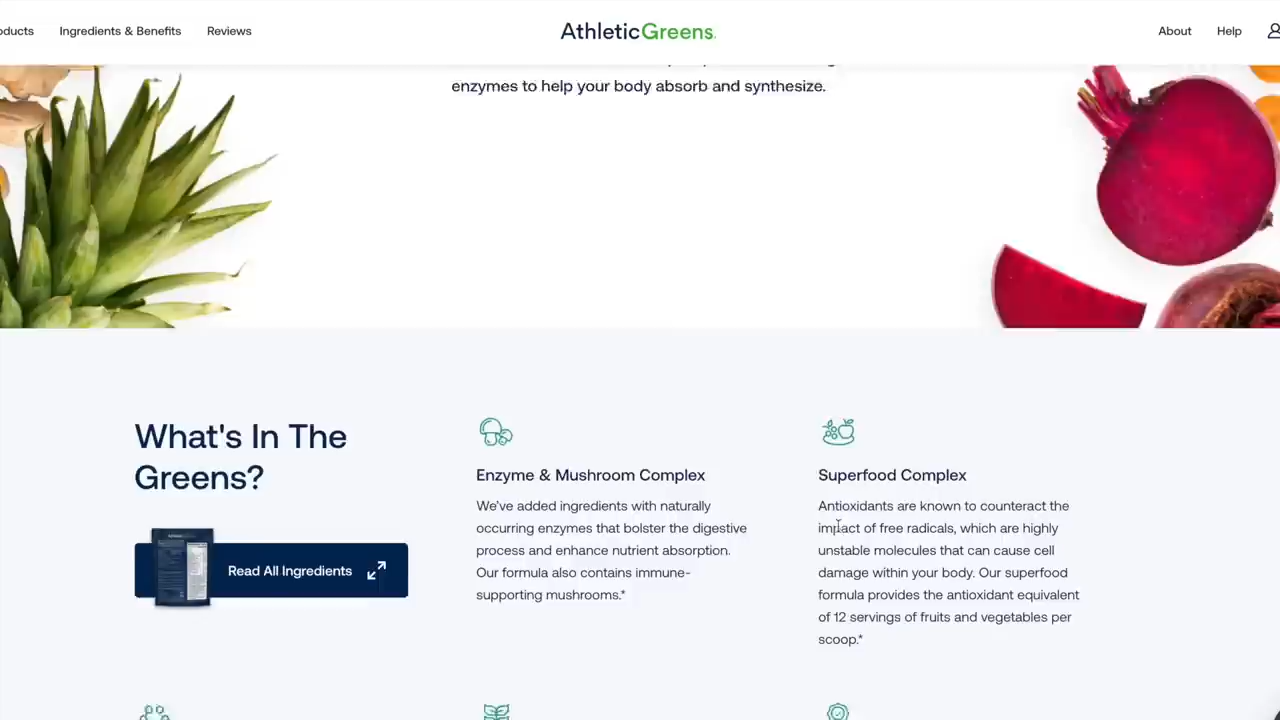 oducts Ingredients & Benefits Reviews AthleticGreens. About Help
enzymes to help your body absorb and synthesize.
What's In The
Greens?
Read All Ingredients
Enzyme & Mushroom Complex
We've added ingredients with naturally
occurring enzymes that bolster the digestive
process and enhance nutrient absorption.
Our formula also contains immune-
supporting mushrooms.*
Superfood Complex
Antioxidants are known to counteract the
impact of free radicals, which are highly
unstable molecules that can cause cell
damage within your body. Our superfood
formula provides the antioxidant equivalent
of 12 servings of fruits and vegetables per
scoop.*